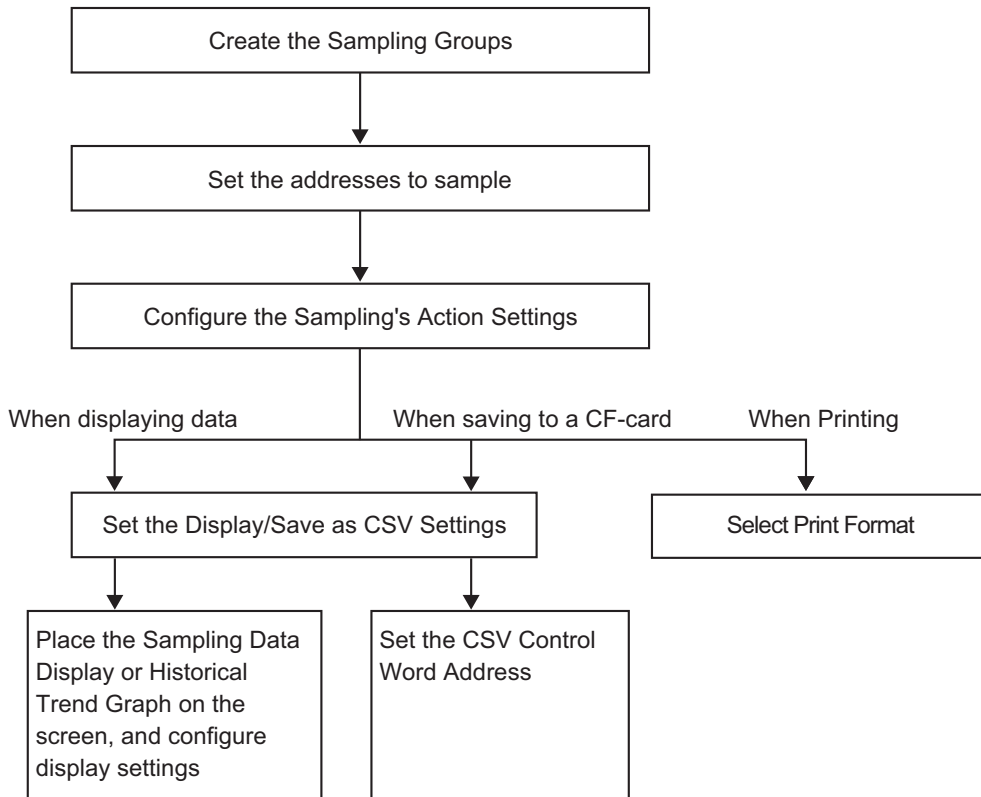 Create the Sampling Groups
Set the addresses to sample
Configure the Sampling's Action Settings
When displaying data
When saving to a CF-card
When Printing
Set the Display/Save as CSV Settings
Select Print Format
Place the Sampling Data
Display or Historical
Trend Graph on the
screen, and configure
display settings
Set the CSV Control
Word Address